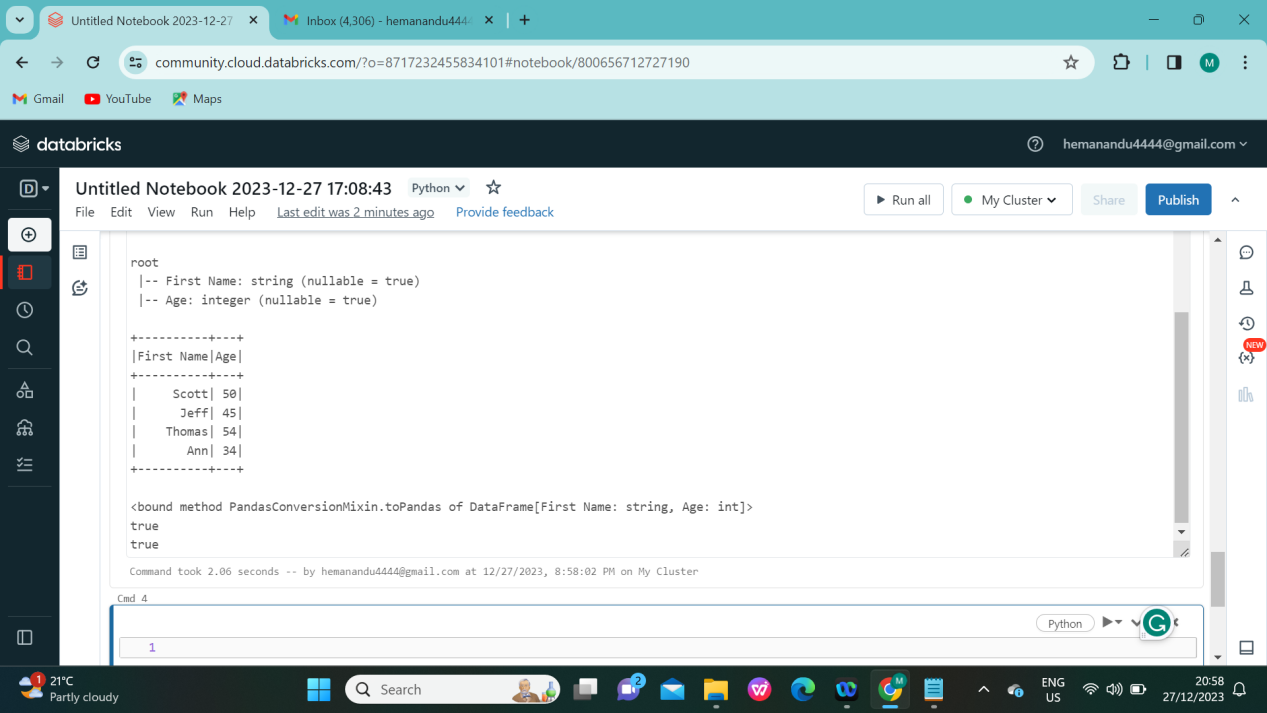 Untitled Notebook 2023-12-27
Inbox (4,306) - hemanandu4444
community.cloud.databricks.com/?o=8717232455834101#notebook/800656712727190
M
Gmail YouTube Maps
databricks
hemanandu4444@gmail.com
D
Untitled Notebook 2023-12-27 17:08:43 Python
File Edit View Run Help Last edit was 2 minutes ago Provide feedback
Run all My Cluster Share Publish
root
|-- First Name: string (nullable = true)
|-- Age: integer (nullable = true)
+----------+---+
|First Name|Age|
+----------+---+
|     Scott| 50|
|      Jeff| 45|
|    Thomas| 54|
|       Ann| 34|
+----------+---+
<bound method PandasConversionMixin.toPandas of DataFrame[First Name: string, Age: int]>
true
true
Command took 2.06 seconds -- by hemanandu4444@gmail.com at 12/27/2023, 8:58:02 PM on My Cluster
NEW
{x}
Cmd 4
Python
G
1
1
21°C
Partly cloudy
Search
2
M
ENG
US
20:58
27/12/2023